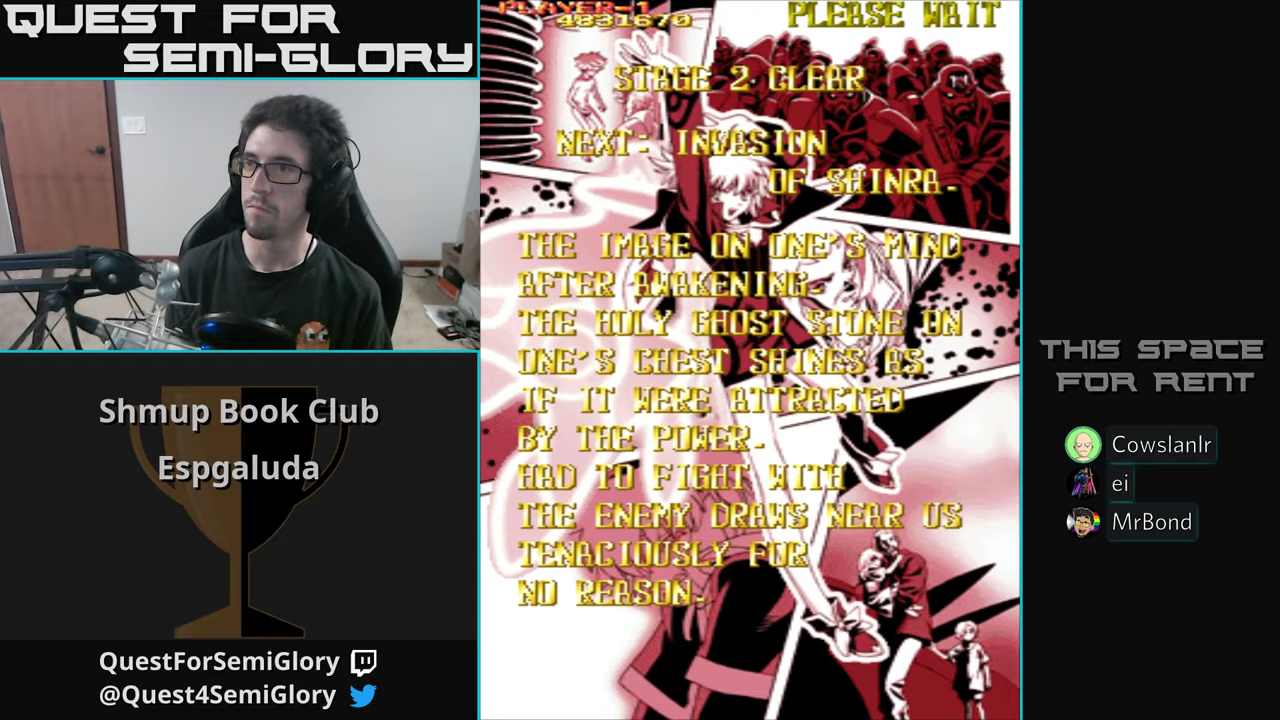 QUEST FOR
SEMI-GLORY
Shmup Book Club
Espgaluda
QuestForSemiGlory
@Quest4SemiGlory
PLAYER-1
4831670
PLEASE WAIT
STAGE 2 CLEAR
NEXT: INVASION
OF SHINRA.
THE IMAGE ON ONE'S MIND
AFTER AWAKENING.
THE HOLY GHOST STONE ON
ONE'S CHEST SHINES AS
IF IT WERE ATTRACTED
BY THE POWER.
HAD TO FIGHT WITH
THE ENEMY DRAWS NEAR US
TENACIOUSLY FOR
NO REASON.
THIS SPACE
FOR RENT
Cowslanlr
ei
MrBond